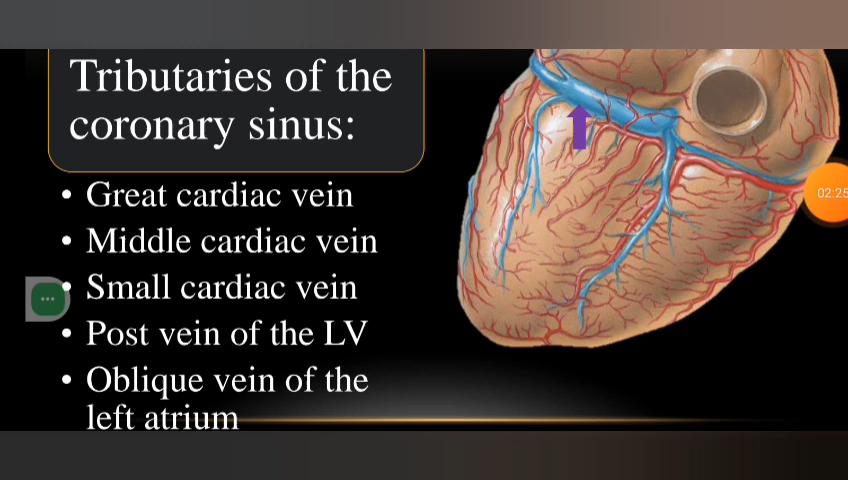 Tributaries of the
coronary sinus:
• Great cardiac vein
• Middle cardiac vein
• Small cardiac vein
• Post vein of the LV
• Oblique vein of the
left atrium
02:25